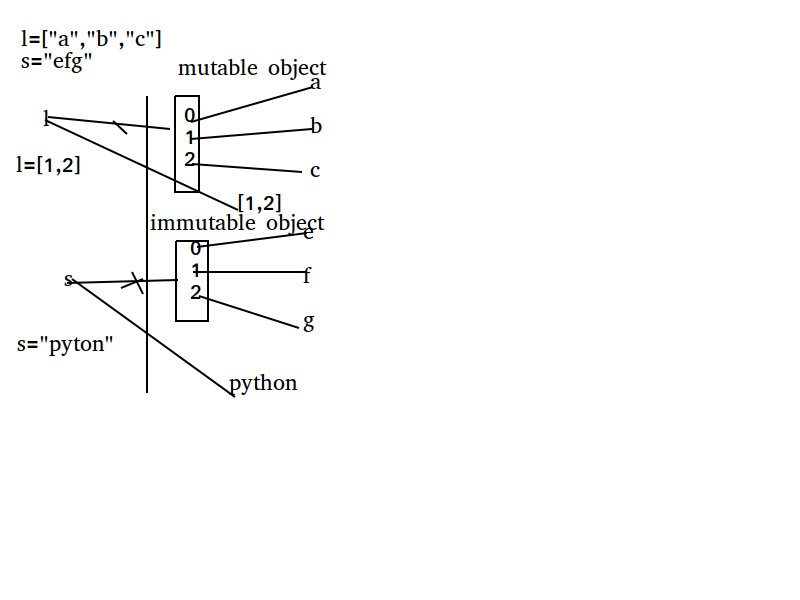 l=["a","b","c"]
s="efg"
mutable object
a
0
l
b
1
2
l=[1,2]
c
[1,2]
immutable object
e
0
1
f
s
2
g
s="pyton"
python